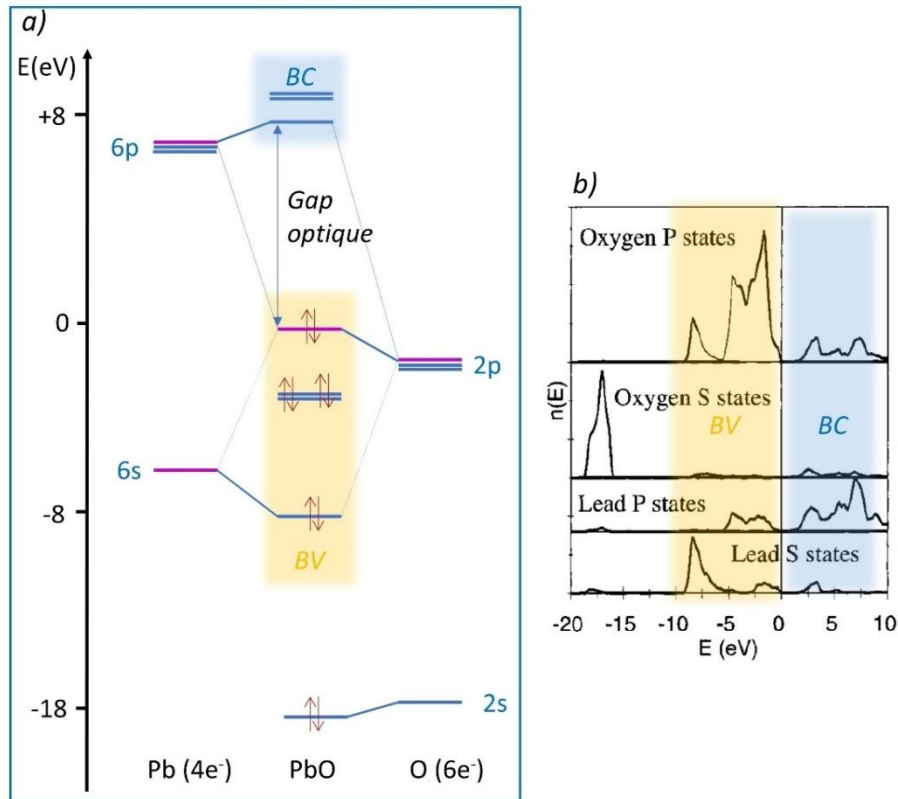 a)
E(eV)
+8
0
-8
-18
BC
6p
Gap
optique
2p
6s
BV
2s
Pb (4e-)
PbO
O (6e-)
b)
Oxygen P states
Oxygen S states
BV
BC
Lead P states
Lead S states
n(E)
-20 -15 -10 -5 0 5 10
E (eV)